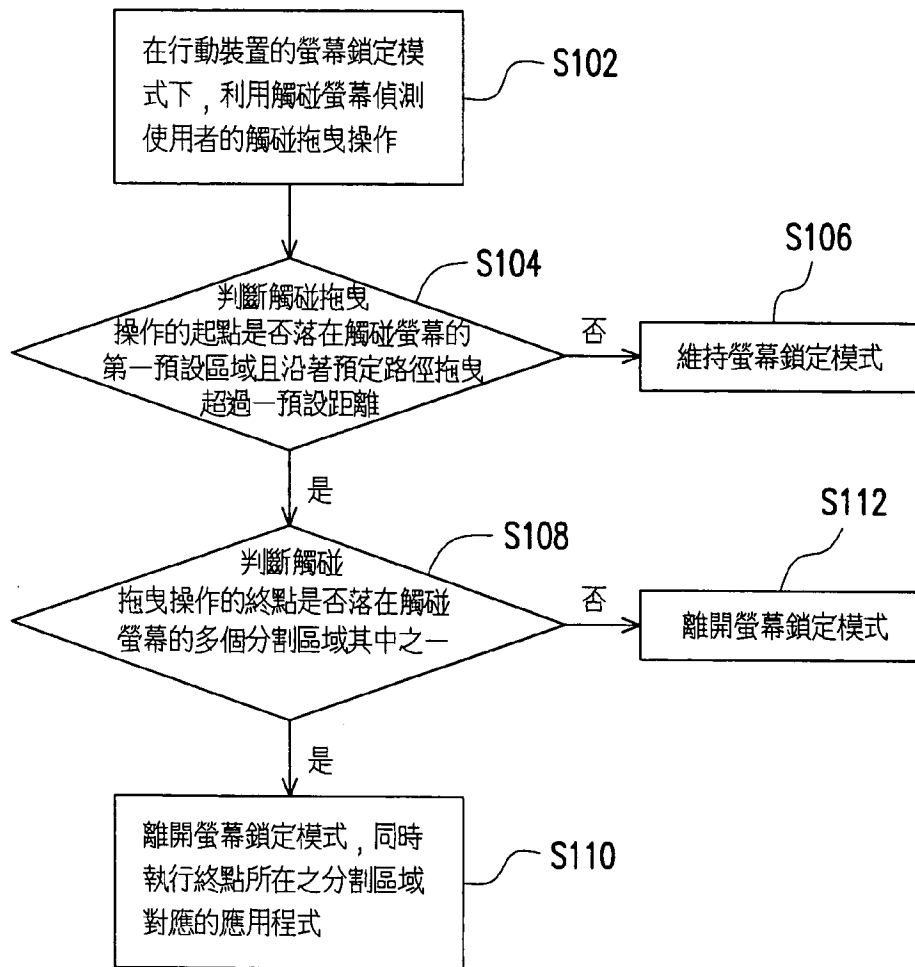 在行動裝置的螢幕鎖定模
式下，利用觸碰螢幕偵測
使用者的觸碰拖曳操作
S102
S104
判斷觸碰拖曳
操作的起點是否落在觸碰螢幕的
第一預設區域且沿著預定路徑拖曳
超過一預設距離
否
S106
維持螢幕鎖定模式
是
S108
判斷觸碰
拖曳操作的終點是否落在觸碰
螢幕的多個分割區域其中之一
否
S112
離開螢幕鎖定模式
是
離開螢幕鎖定模式，同時
執行終點所在之分割區域
對應的應用程式
S110